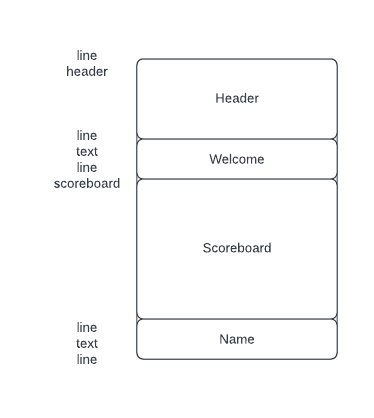 line
header
Header
line
text
Welcome
line
scoreboard
Scoreboard
line
text
Name
line